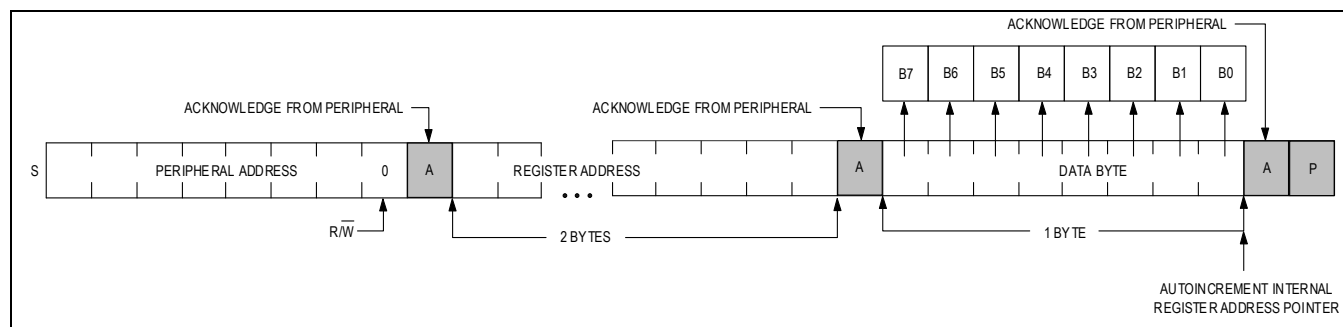 ACKNOWLEDGE FROM PERIPHERAL
B7 B6 B5 B4 B3 B2 B1 B0
ACKNOWLEDGE FROM PERIPHERAL
ACKNOWLEDGE FROM PERIPHERAL
S PERIPHERAL ADDRESS 0 A REGISTER ADDRESS A DATA BYTE A P
•••
R/W̅
2 BYTES
1 BYTE
AUTOINCREMENT INTERNAL
REGISTER ADDRESS POINTER